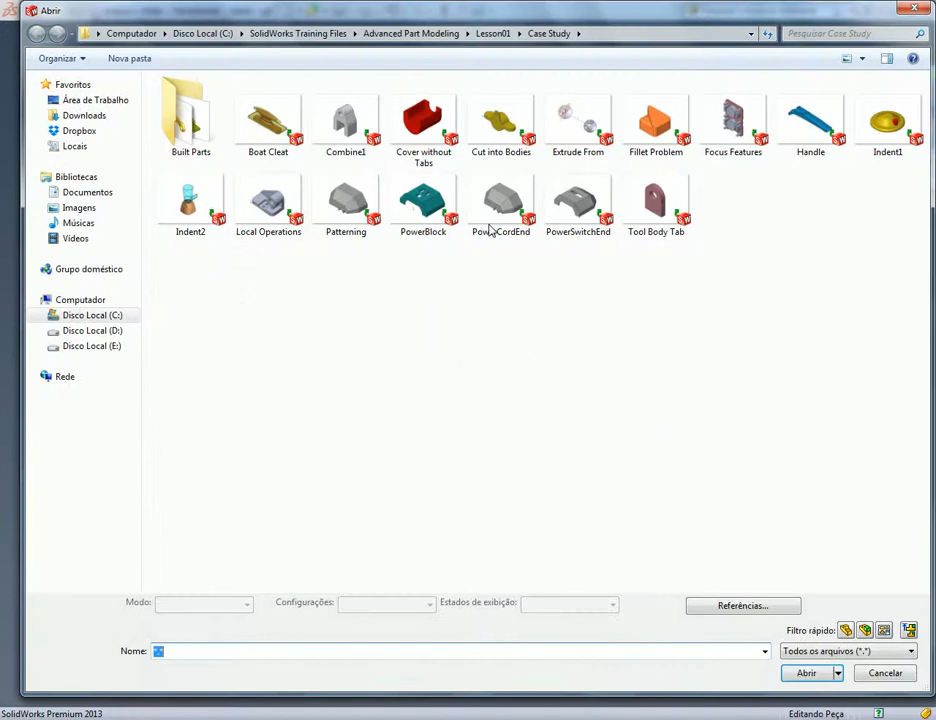 Abrir
Computador ▸ Disco Local (C:) ▸ SolidWorks Training Files ▸ Advanced Part Modeling ▸ Lesson01 ▸ Case Study ▸
Pesquisar Case Study
Organizar
Nova pasta
Favoritos
Área de Trabalho
Downloads
Dropbox
Locais
Bibliotecas
Documentos
Imagens
Músicas
Vídeos
Grupo doméstico
Computador
Disco Local (C:)
Disco Local (D:)
Disco Local (E:)
Rede
Built Parts
Boat Cleat
Combine1
Cover without
Tabs
Cut into Bodies
Extrude From
Fillet Problem
Focus Features
Handle
Indent1
Indent2
Local Operations
Patterning
PowerBlock
PowerCordEnd
PowerSwitchEnd
Tool Body Tab
Modo:
Configurações:
Estados de exibição:
Referências...
Filtro rápido:
Nome: *.*
Todos os arquivos (*.*)
Abrir
Cancelar
SolidWorks Premium 2013
Editando Peça